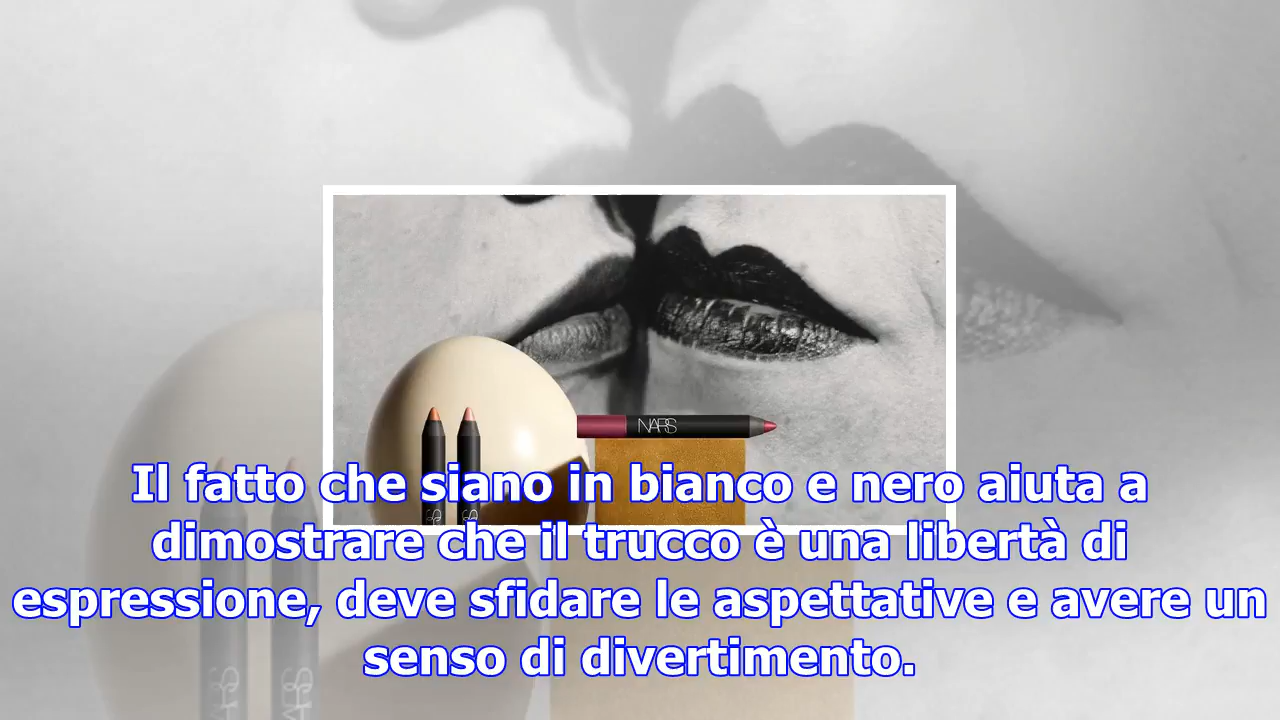 NARS
Il fatto che siano in bianco e nero aiuta a
dimostrare che il trucco è una libertà di
espressione, deve sfidare le aspettative e avere un
senso di divertimento.